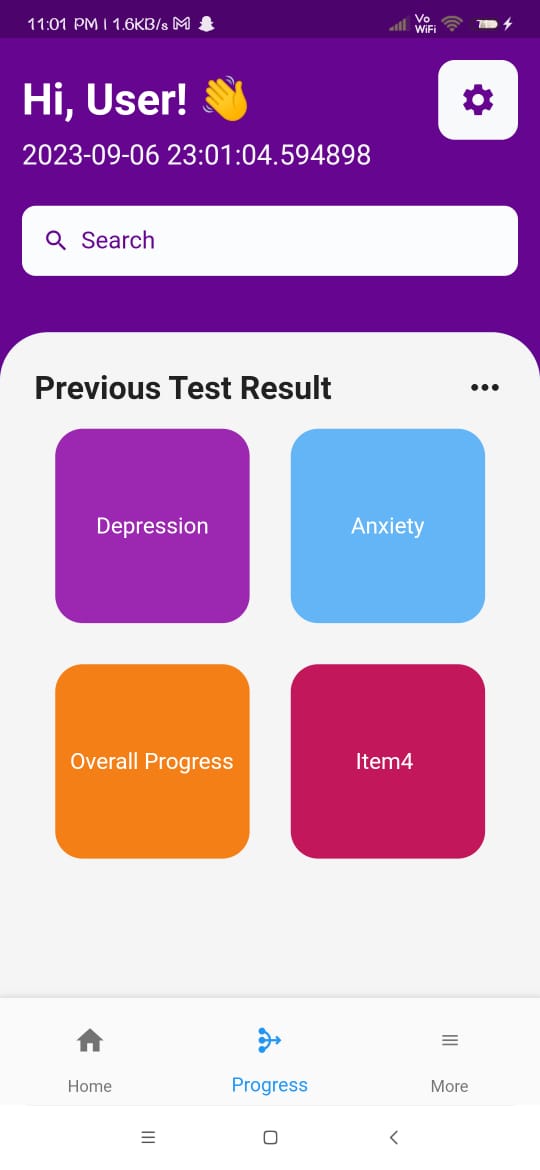 11:01 PM | 1.6KB/s
Vo
WiFi
Hi, User! 👋
2023-09-06 23:01:04.594898
Search
Previous Test Result
Depression
Anxiety
Overall Progress
Item4
Home
Progress
More